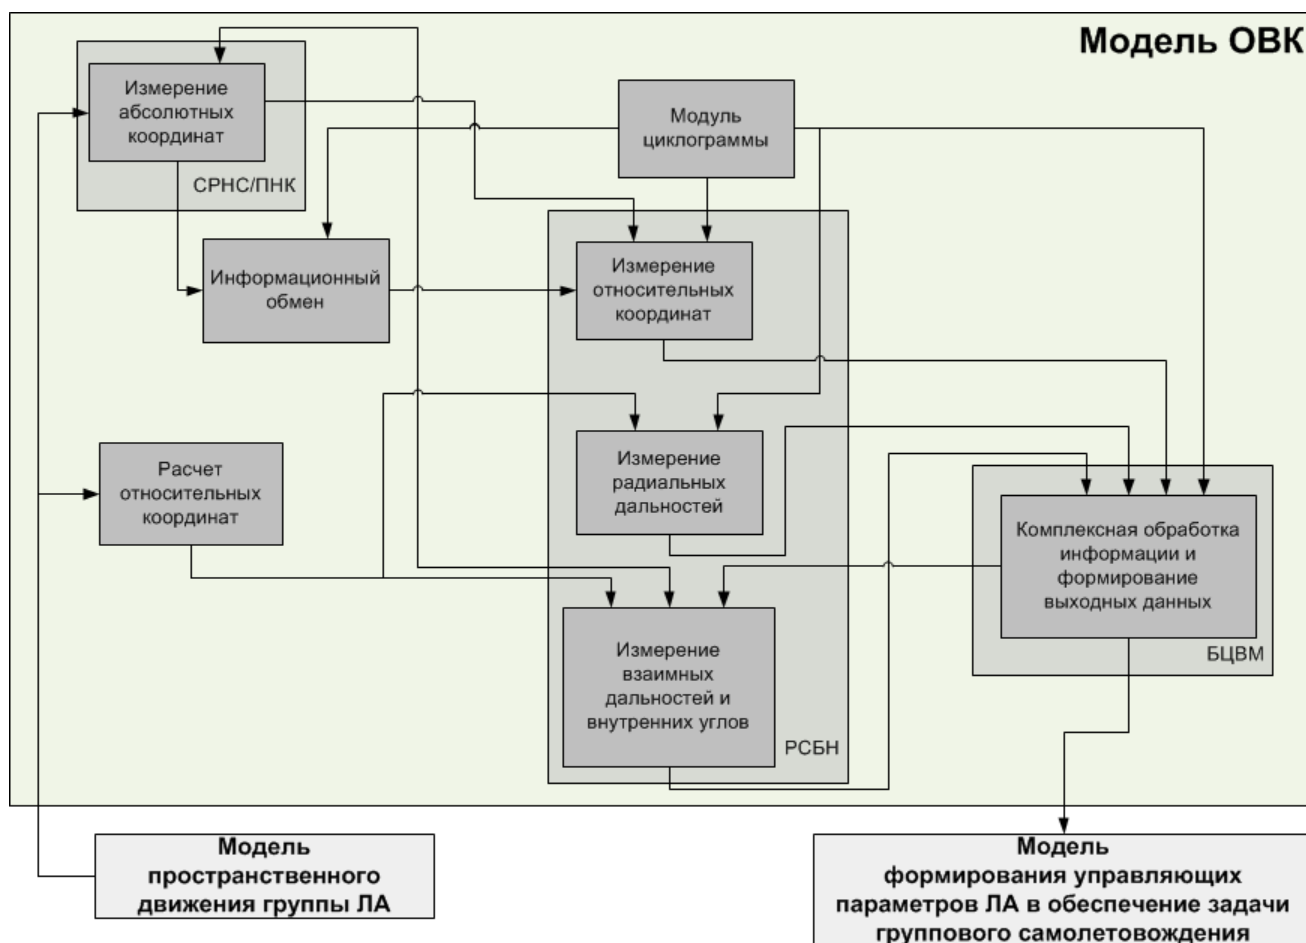 Модель ОВК
Измерение
абсолютных
координат
СРНС/ПНК
Модуль
циклограммы
Информационный
обмен
Измерение
относительных
координат
Расчет
относительных
координат
Измерение
радиальных
дальностей
Комплексная обработка
информации и
формирование
выходных данных
БЦВМ
Измерение
взаимных
дальностей и
внутренних углов
РСБН
Модель
пространственного
движения группы ЛА
Модель
формирования управляющих
параметров ЛА в обеспечение задачи
группового самолетовождения